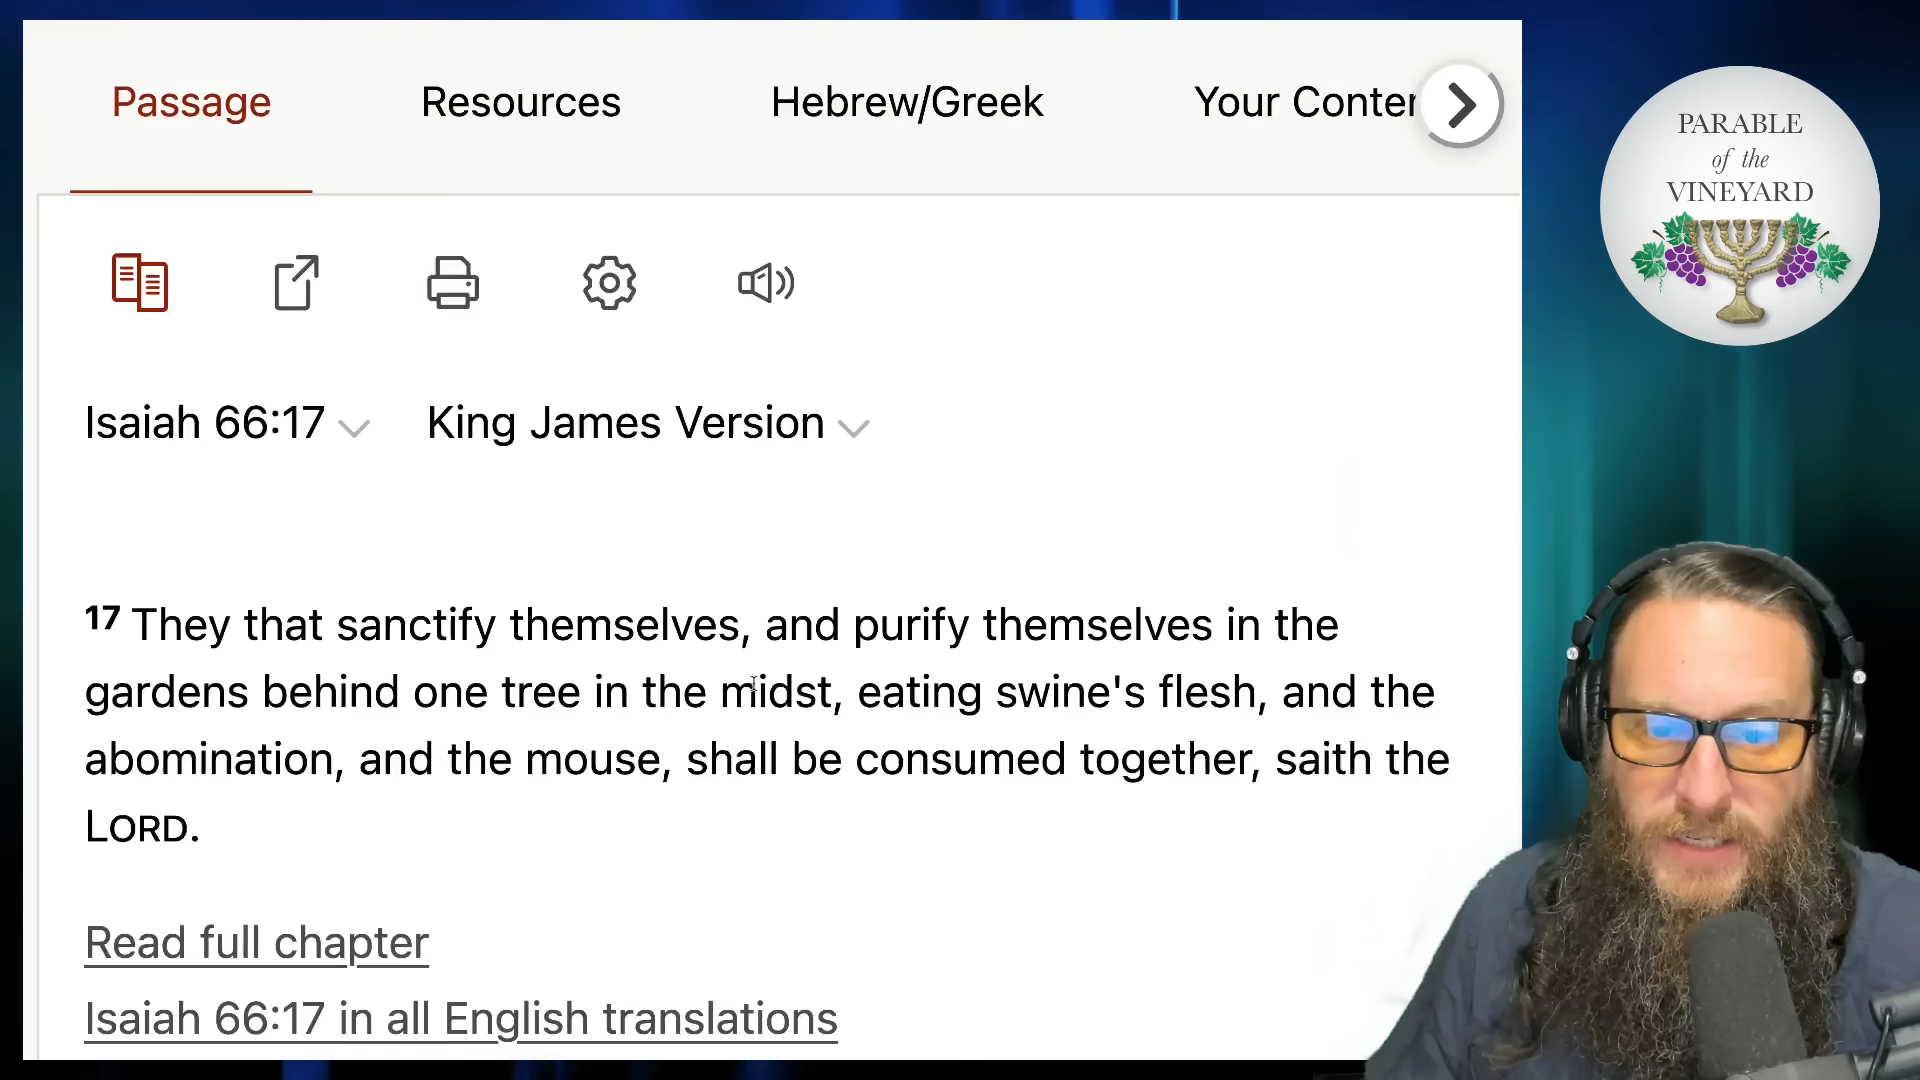 Passage Resources Hebrew/Greek Your Conten
PARABLE
of the
VINEYARD
Isaiah 66:17 King James Version
17 They that sanctify themselves, and purify themselves in the
gardens behind one tree in the midst, eating swine's flesh, and the
abomination, and the mouse, shall be consumed together, saith the
LORD.
Read full chapter
Isaiah 66:17 in all English translations